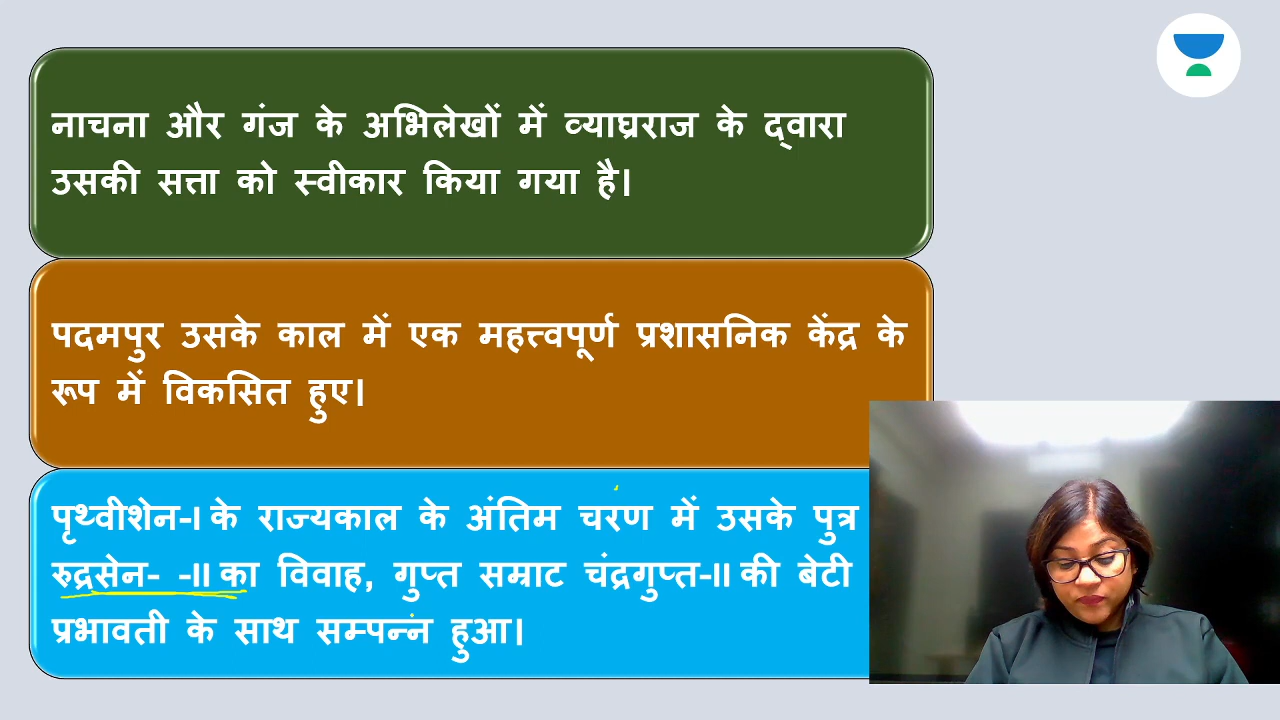 नाचना और गंज के अभिलेखों में व्याघ्रराज के द्वारा
उसकी सत्ता को स्वीकार किया गया है।
पदमपुर उसके काल में एक महत्त्वपूर्ण प्रशासनिक केंद्र के
रूप में विकसित हुए।
पृथ्वीशेन-I के राज्यकाल के अंतिम चरण में उसके पुत्र
रुद्रसेन- -II का विवाह, गुप्त सम्राट चंद्रगुप्त-II की बेटी
प्रभावती के साथ सम्पन्न हुआ।